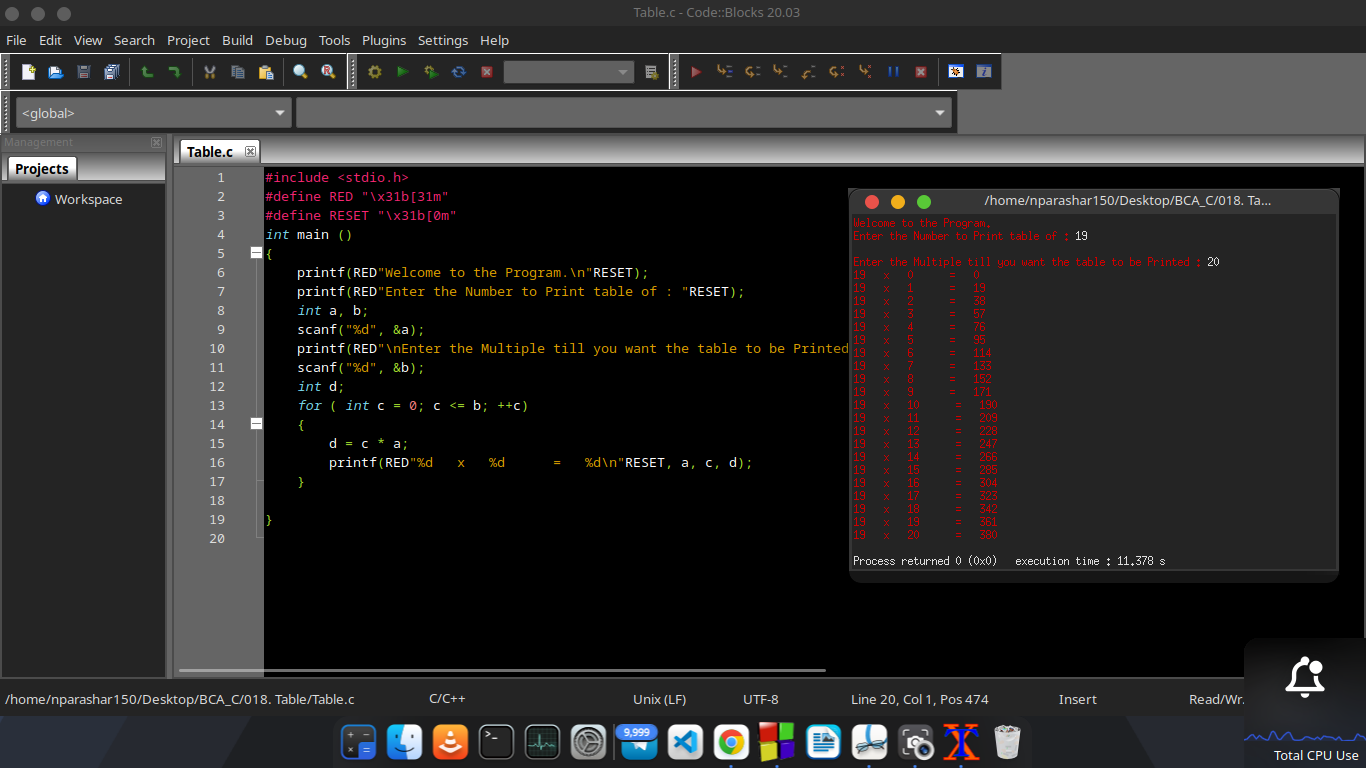 Table.c - Code::Blocks 20.03
File Edit View Search Project Build Debug Tools Plugins Settings Help
<global>
Management
Projects
Workspace
Table.c
1 #include <stdio.h>
2 #define RED "\x31b[31m"
3 #define RESET "\x31b[0m"
4 int main ()
5 {
6 printf(RED"Welcome to the Program.\n"RESET);
7 printf(RED"Enter the Number to Print table of : "RESET);
8 int a, b;
9 scanf("%d", &a);
10 printf(RED"\nEnter the Multiple till you want the table to be Printed
11 scanf("%d", &b);
12 int d;
13 for ( int c = 0; c <= b; ++c)
14 {
15 d = c * a;
16 printf(RED"%d   x   %d      =   %d\n"RESET, a, c, d);
17 }
18
19 }
20
/home/nparashar150/Desktop/BCA_C/018. Ta...
Welcome to the Program.
Enter the Number to Print table of : 19
Enter the Multiple till you want the table to be Printed : 20
19 x 0 = 0
19 x 1 = 19
19 x 2 = 38
19 x 3 = 57
19 x 4 = 76
19 x 5 = 95
19 x 6 = 114
19 x 7 = 133
19 x 8 = 152
19 x 9 = 171
19 x 10 = 190
19 x 11 = 209
19 x 12 = 228
19 x 13 = 247
19 x 14 = 266
19 x 15 = 285
19 x 16 = 304
19 x 17 = 323
19 x 18 = 342
19 x 19 = 361
19 x 20 = 380
Process returned 0 (0x0)   execution time : 11.378 s
/home/nparashar150/Desktop/BCA_C/018. Table/Table.c C/C++ Unix (LF) UTF-8 Line 20, Col 1, Pos 474 Insert Read/Wr.
9,999
Total CPU Use